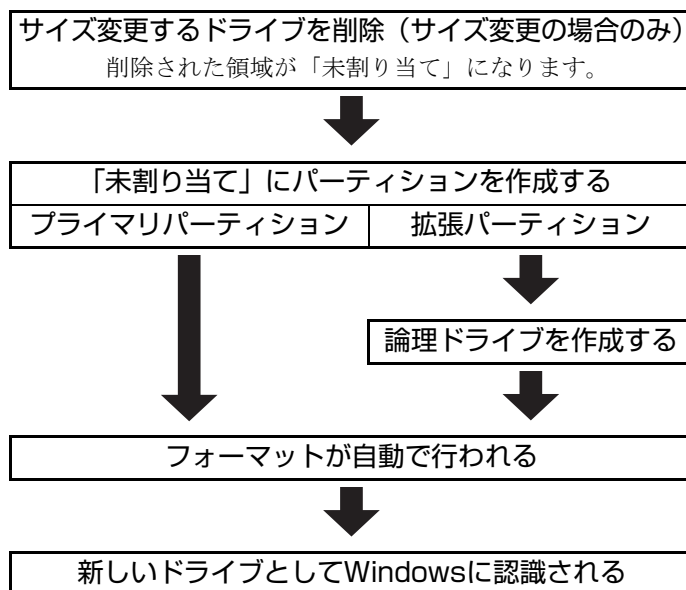 サイズ変更するドライブを削除（サイズ変更の場合のみ）
削除された領域が「未割り当て」になります。
「未割り当て」にパーティションを作成する
プライマリパーティション
拡張パーティション
論理ドライブを作成する
フォーマットが自動で行われる
新しいドライブとしてWindowsに認識される